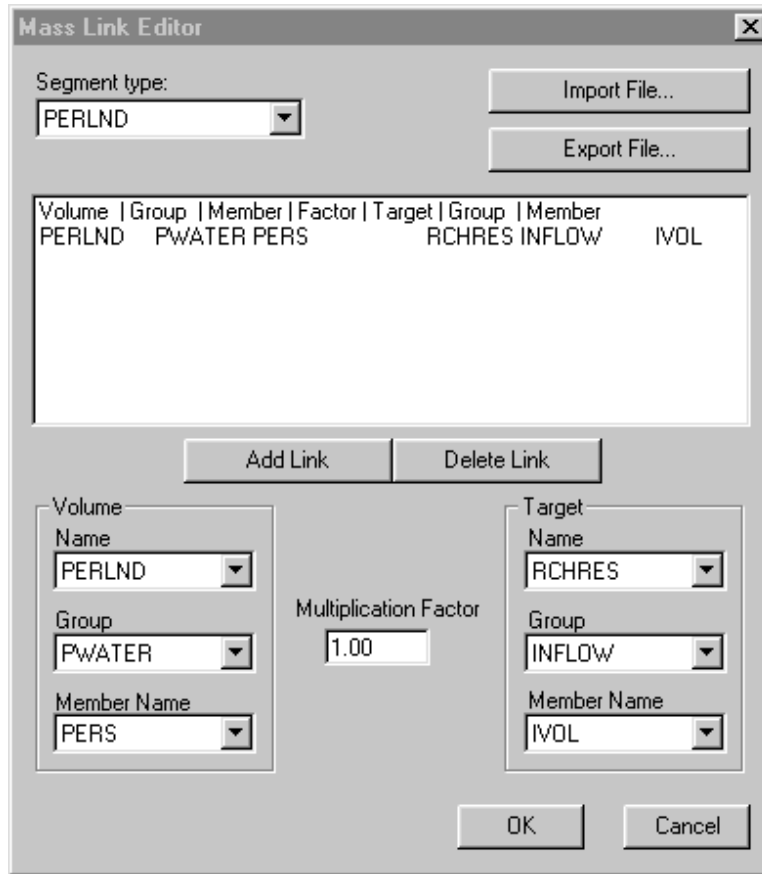 Mass Link Editor
Segment type:
PERLND
Import File...
Export File...
Volume | Group | Member | Factor | Target | Group | Member
PERLND PWATER PERS RCHRES INFLOW IVOL
Add Link Delete Link
Volume
Name
PERLND
Group
PWATER
Member Name
PERS
Multiplication Factor
1.00
Target
Name
RCHRES
Group
INFLOW
Member Name
IVOL
OK Cancel